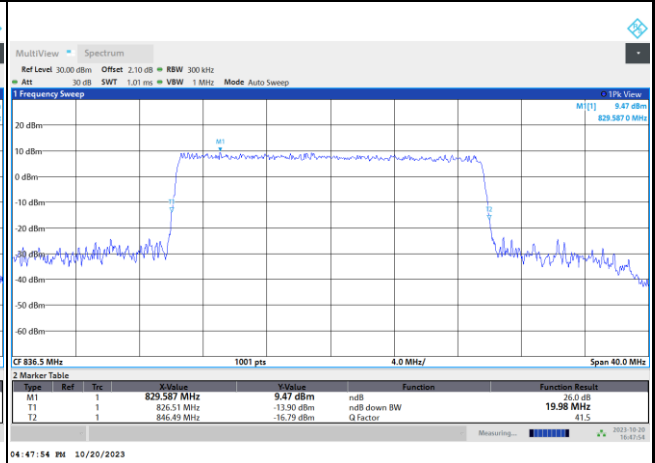 MultiView Spectrum
Ref Level 30.00 dBm Offset 2.10 dB RBW 300 kHz
Att 30 dB SWT 1.01 ms VBW 1 MHz Mode Auto Sweep
1 Frequency Sweep 1Pk View
M1[1] 9.47 dBm
829.587 0 MHz
20 dBm
M1
10 dBm
0 dBm
-10 dBm
T1
T2
-20 dBm
-30 dBm
-40 dBm
-50 dBm
-60 dBm
CF 836.5 MHz 1001 pts 4.0 MHz/ Span 40.0 MHz
2 Marker Table
Type Ref Trc X-Value Y-Value Function Function Result
M1 1 829.587 MHz 9.47 dBm ndB 26.0 dB
T1 1 826.51 MHz -13.90 dBm ndB down BW 19.98 MHz
T2 1 846.49 MHz -16.79 dBm Q Factor 41.5
Measuring... 2023-10-20
16:47:54
04:47:54 PM 10/20/2023